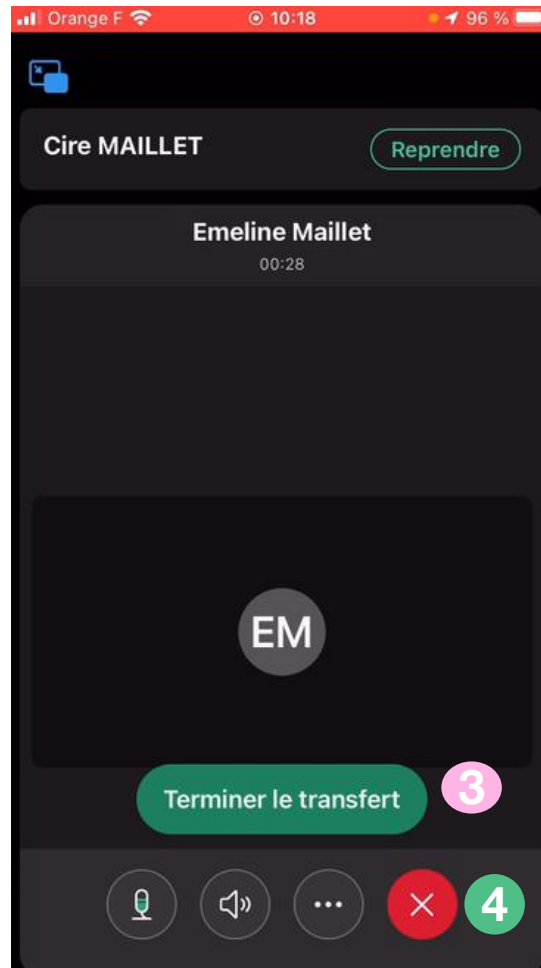 Orange F 10:18 96 %
Cire MAILLET Reprendre
Emeline Maillet
00:28
EM
Terminer le transfert 3
4